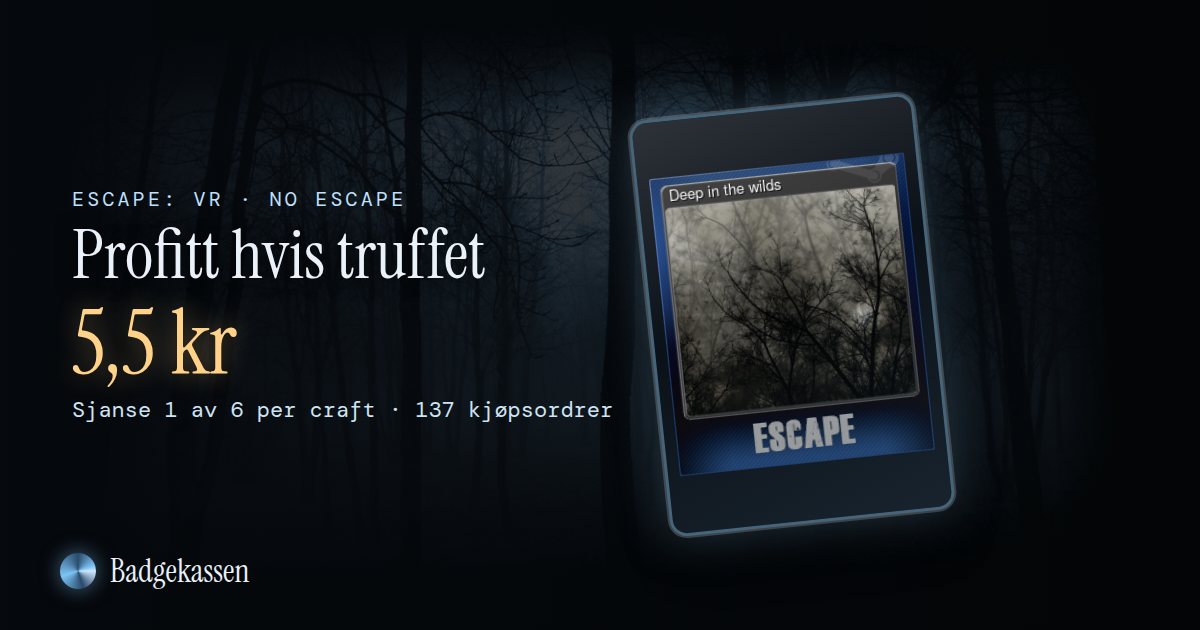 ESCAPE: VR · NO ESCAPE
Profitt hvis truffet
5,5 kr
Sjanse 1 av 6 per craft · 137 kjøpsordrer
Deep in the wilds
ESCAPE
Badgekassen